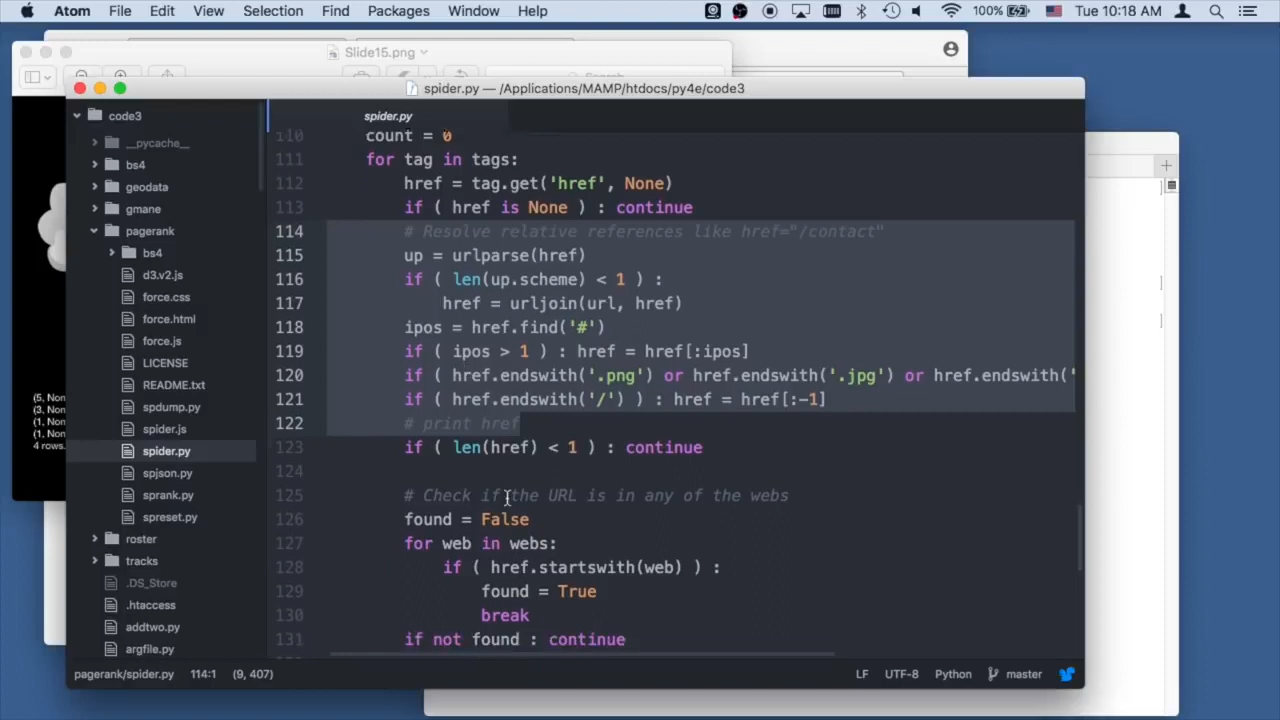 Atom File Edit View Selection Find Packages Window Help
100% Tue 10:18 AM
Slide15.png
Search
spider.py — /Applications/MAMP/htdocs/py4e/code3
code3
__pycache__
bs4
geodata
gmane
pagerank
bs4
d3.v2.js
force.css
force.html
force.js
LICENSE
README.txt
spdump.py
spider.js
spider.py
spjson.py
sprank.py
spreset.py
roster
tracks
.DS_Store
.htaccess
addtwo.py
argfile.py
(5, Non
(3, Non
(1, Non
(1, Non
4 rows.
spider.py
110 count = 0
111 for tag in tags:
112 href = tag.get('href', None)
113 if ( href is None ) : continue
114 # Resolve relative references like href="/contact"
115 up = urlparse(href)
116 if ( len(up.scheme) < 1 ) :
117 href = urljoin(url, href)
118 ipos = href.find('#')
119 if ( ipos > 1 ) : href = href[:ipos]
120 if ( href.endswith('.png') or href.endswith('.jpg') or href.endswith('
121 if ( href.endswith('/') ) : href = href[:-1]
122 # print href
123 if ( len(href) < 1 ) : continue
124
125 # Check if the URL is in any of the webs
126 found = False
127 for web in webs:
128 if ( href.startswith(web) ) :
129 found = True
130 break
131 if not found : continue
pagerank/spider.py 114:1 (9, 407) LF UTF-8 Python master